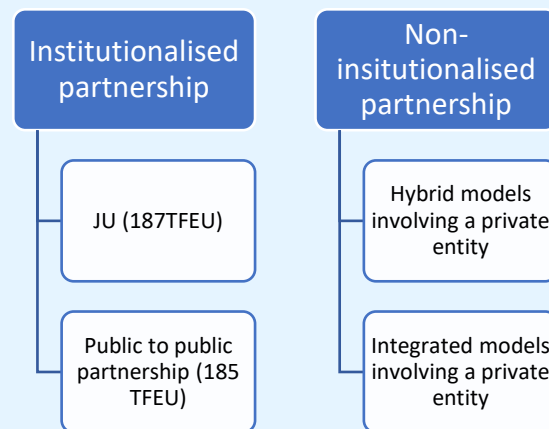 Institutionalised
partnership
JU (187TFEU)
Public to public
partnership (185
TFEU)
Non-
insitutionalised
partnership
Hybrid models
involving a private
entity
Integrated models
involving a private
entity